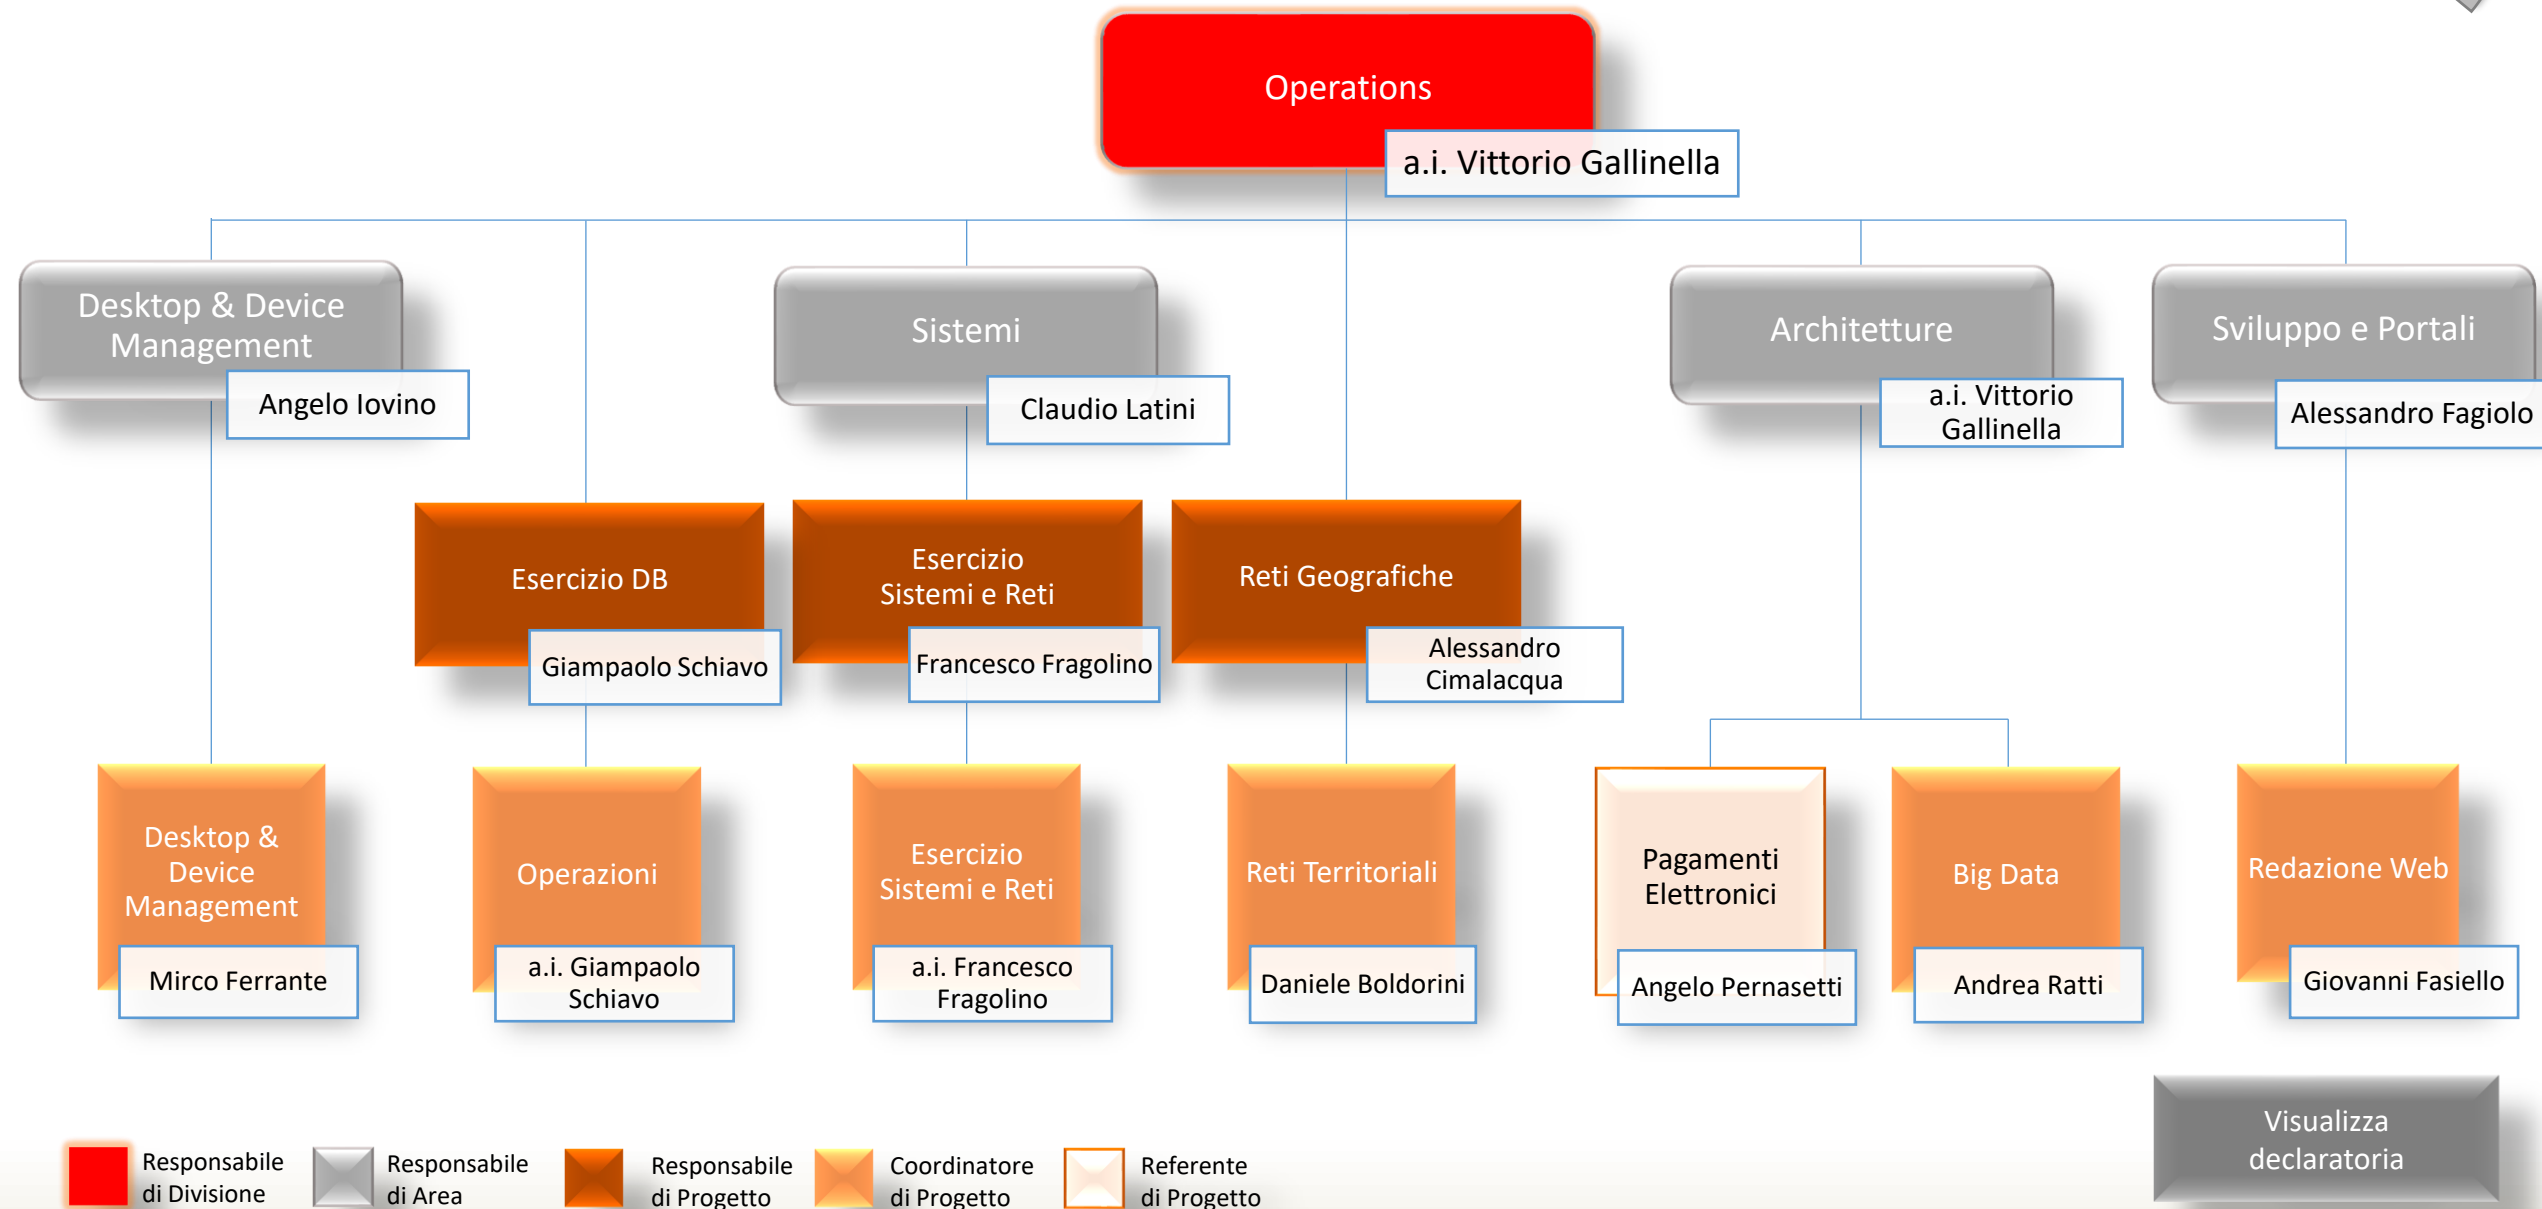 Operations
a.i. Vittorio Gallinella
Desktop & Device
Management
Angelo Iovino
Sistemi
Claudio Latini
Architetture
a.i. Vittorio
Gallinella
Sviluppo e Portali
Alessandro Fagiolo
Esercizio DB
Giampaolo Schiavo
Esercizio
Sistemi e Reti
Francesco Fragolino
Reti Geografiche
Alessandro
Cimalacqua
Desktop &
Device
Management
Mirco Ferrante
Operazioni
a.i. Giampaolo
Schiavo
Esercizio
Sistemi e Reti
a.i. Francesco
Fragolino
Reti Territoriali
Daniele Boldorini
Pagamenti
Elettronici
Angelo Pernasetti
Big Data
Andrea Ratti
Redazione Web
Giovanni Fasiello
Visualizza
declaratoria
Responsabile
di Divisione
Responsabile
di Area
Responsabile
di Progetto
Coordinatore
di Progetto
Referente
di Progetto